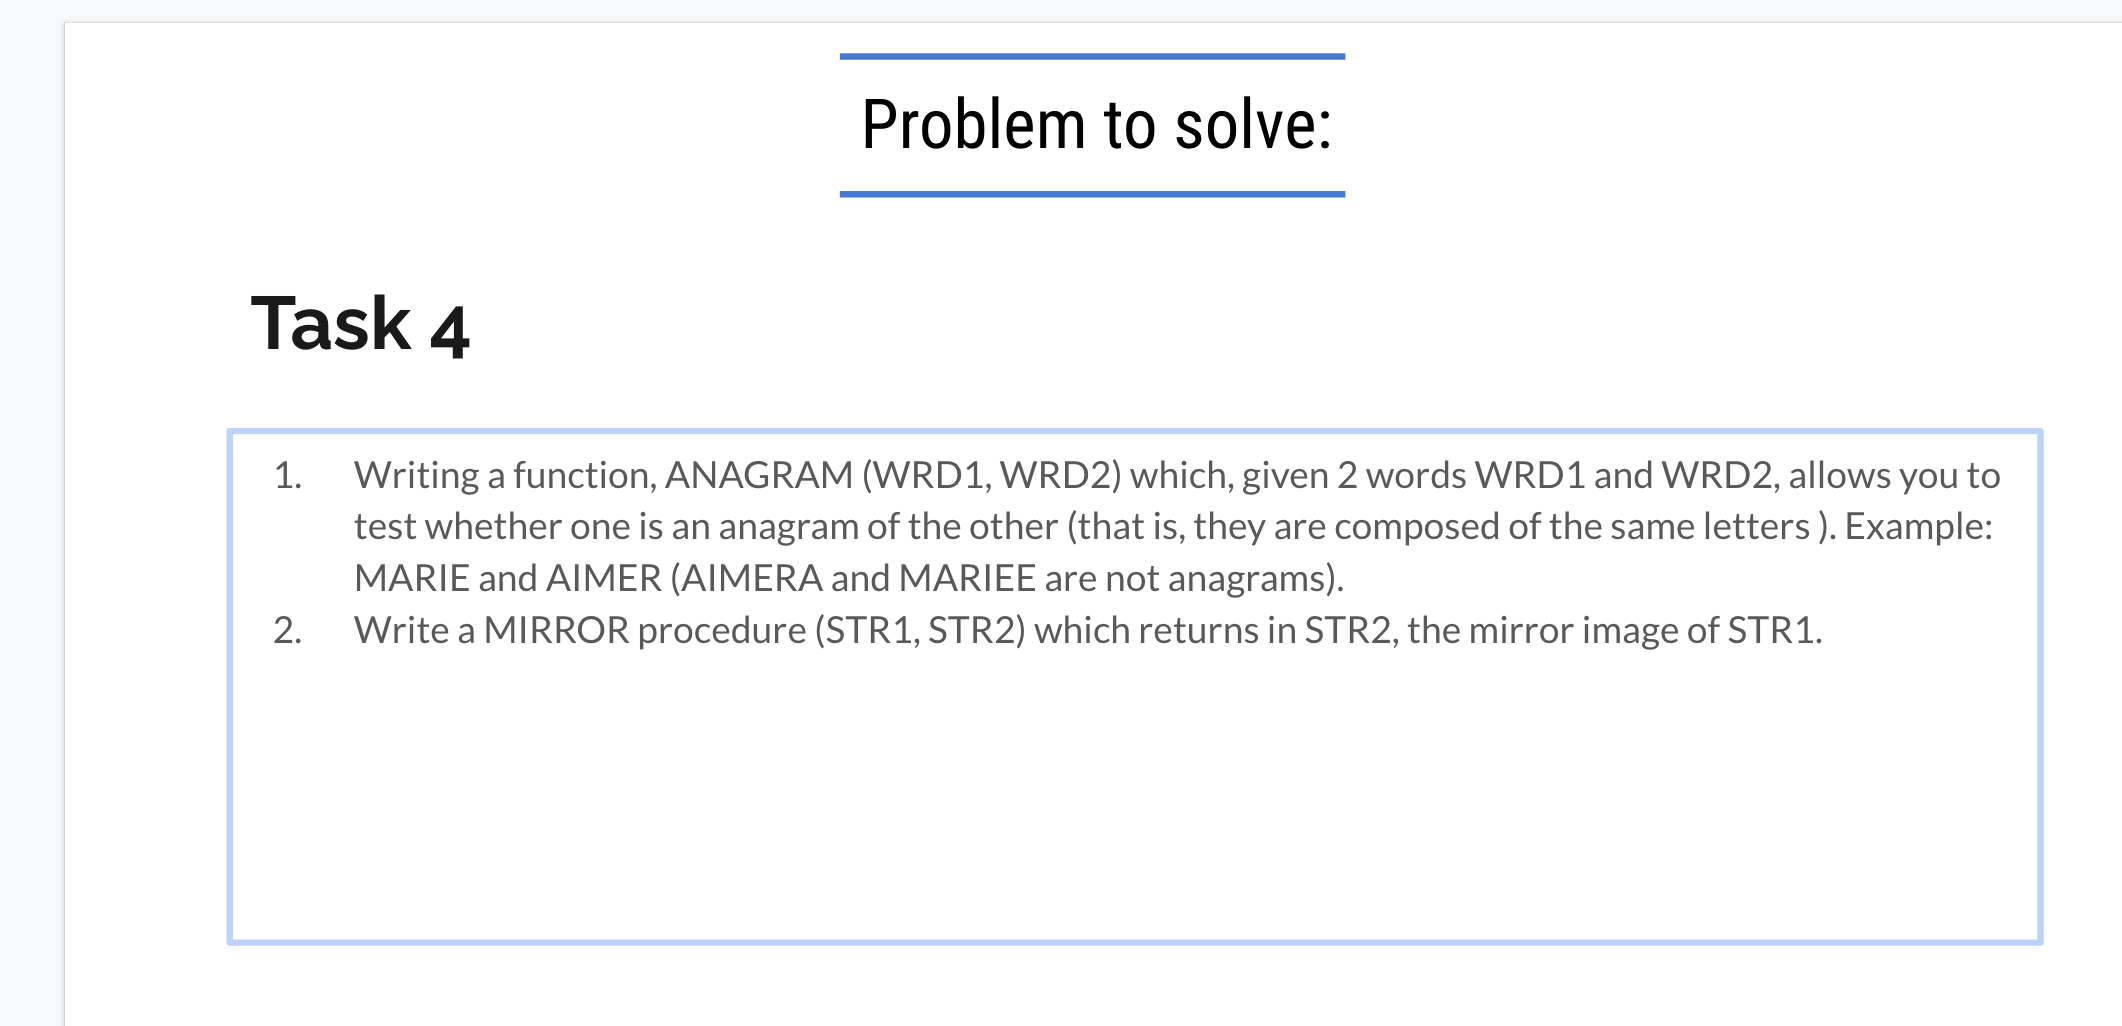 Problem to solve:
Task 4
1. Writing a function, ANAGRAM (WRD1, WRD2) which, given 2 words WRD1 and WRD2, allows you to
test whether one is an anagram of the other (that is, they are composed of the same letters ). Example:
MARIE and AIMER (AIMERA and MARIEE are not anagrams).
2. Write a MIRROR procedure (STR1, STR2) which returns in STR2, the mirror image of STR1.